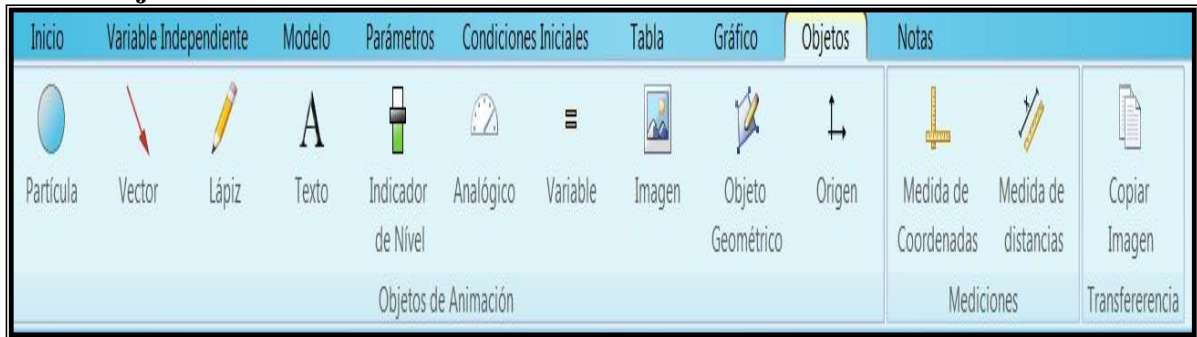 Inicio Variable Independiente Modelo Parámetros Condiciones Iniciales Tabla Gráfico Objetos Notas
A
=
Partícula Vector Lápiz Texto Indicador de Nivel Analógico Variable Imagen Objeto Geométrico Origen Medida de Coordenadas Medida de distancias Copiar Imagen
Objetos de Animación Mediciones Transfererencia